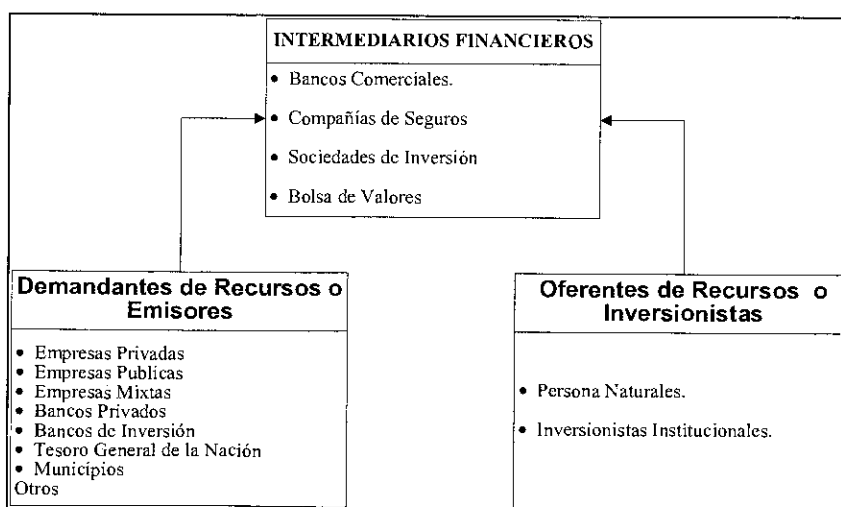 INTERMEDIARIOS FINANCIEROS
• Bancos Comerciales.
• Compañías de Seguros
• Sociedades de Inversión
• Bolsa de Valores
Demandantes de Recursos o
Emisores
• Empresas Privadas
• Empresas Publicas
• Empresas Mixtas
• Bancos Privados
• Bancos de Inversión
• Tesoro General de la Nación
• Municípios
Otros
Oferentes de Recursos o
Inversionistas
• Persona Naturales.
• Inversionistas Institucionales.